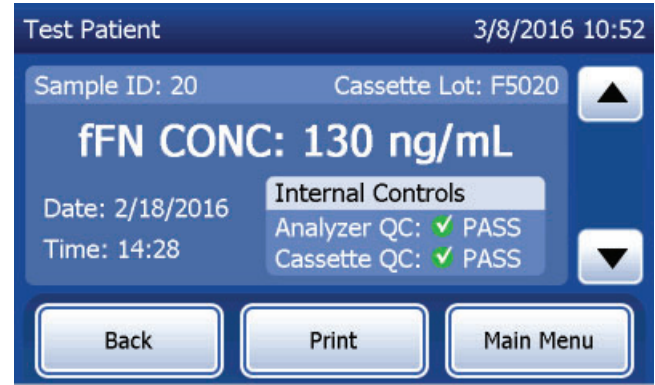 Test Patient 3/8/2016 10:52
Sample ID: 20 Cassette Lot: F5020
fFN CONC: 130 ng/mL
Date: 2/18/2016
Time: 14:28
Internal Controls
Analyzer QC: PASS
Cassette QC: PASS
Back Print Main Menu